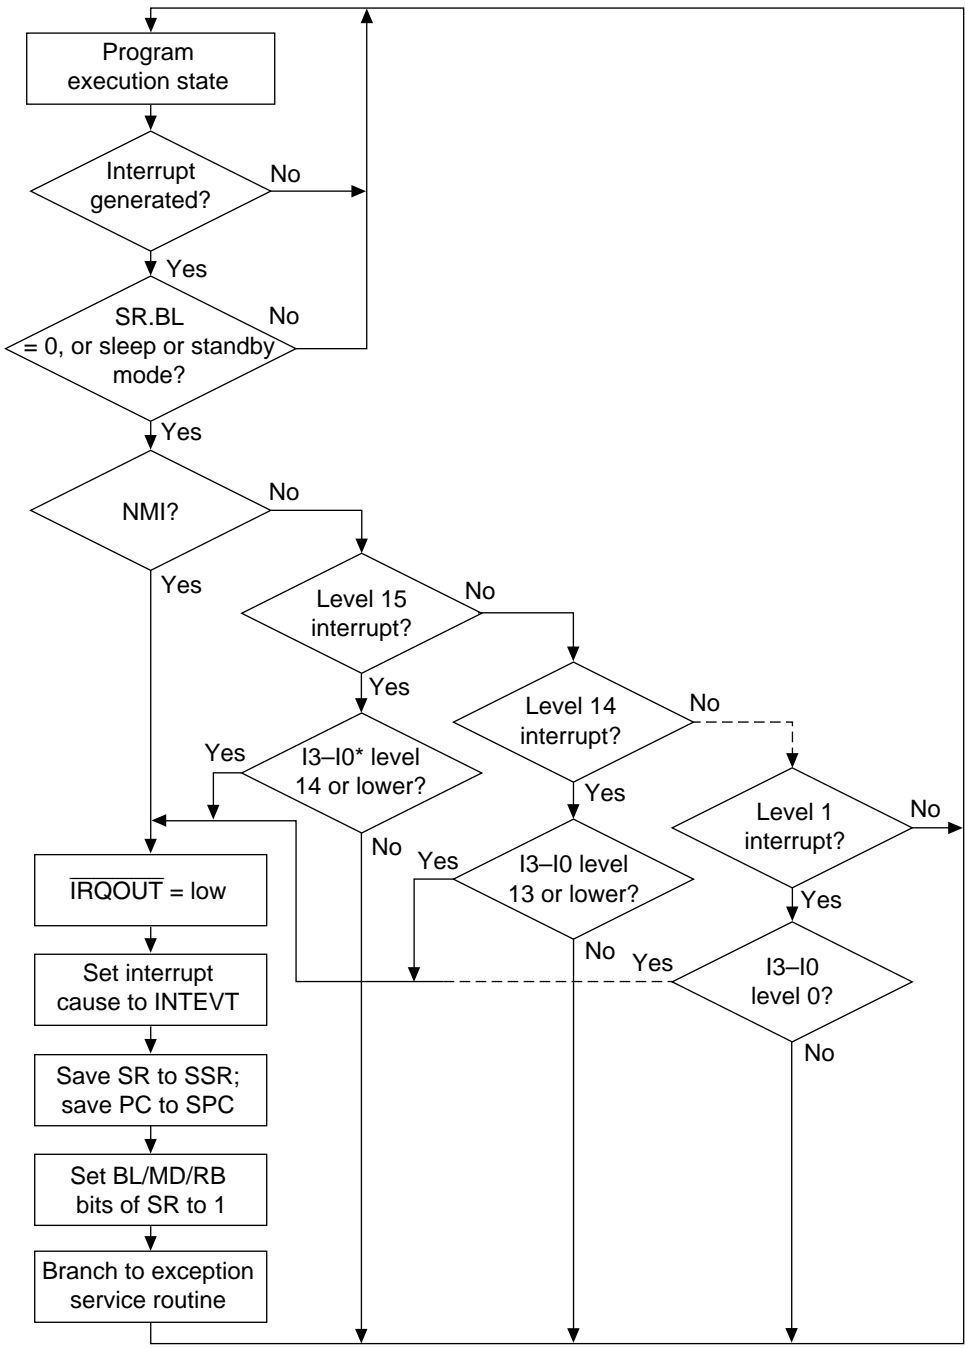 Program
execution state
Interrupt
generated?
No
Yes
SR.BL
= 0, or sleep or standby
mode?
No
Yes
NMI?
No
Yes
Level 15
interrupt?
No
Yes
Level 14
interrupt?
No
Yes
I3–I0* level
14 or lower?
Yes
No
Level 1
interrupt?
No
Yes
I3–I0 level
13 or lower?
Yes
No
I3–I0
level 0?
Yes
No
IRQOUT = low
Set interrupt
cause to INTEVT
Save SR to SSR;
save PC to SPC
Set BL/MD/RB
bits of SR to 1
Branch to exception
service routine